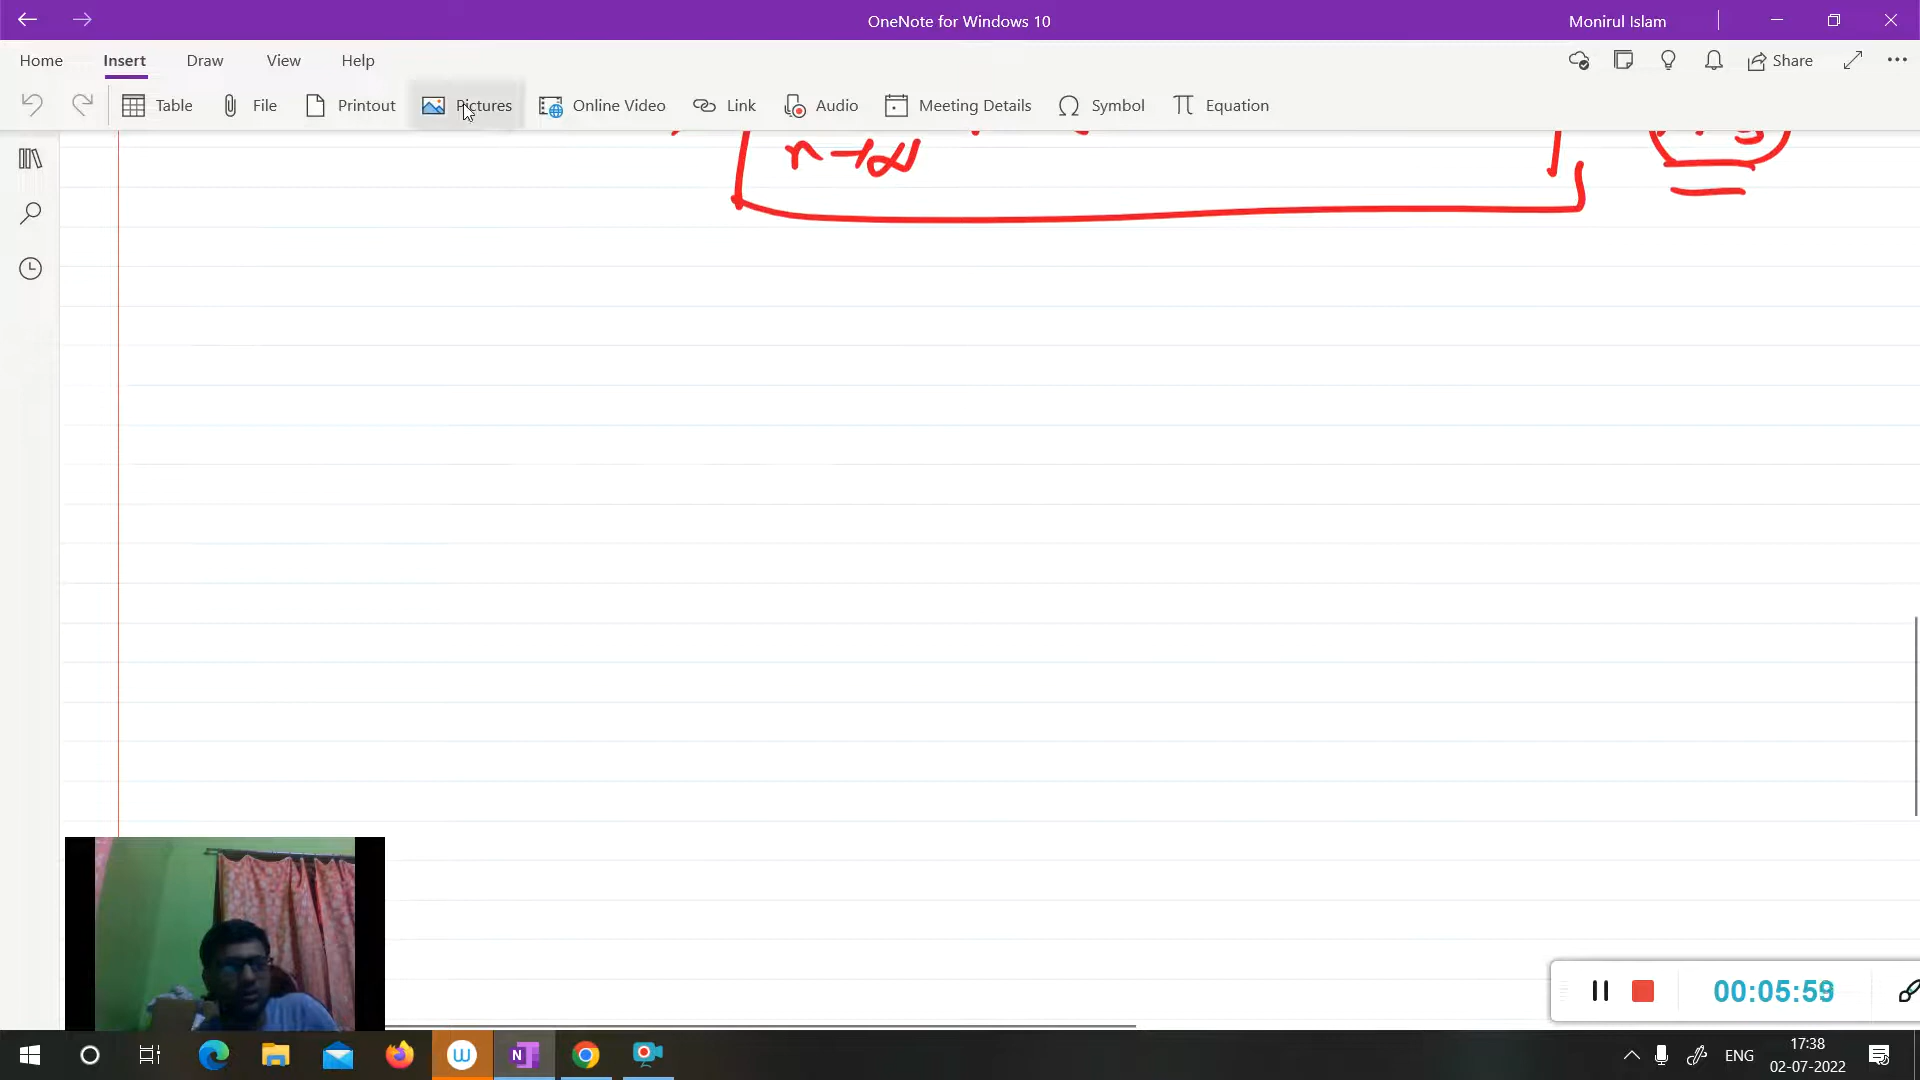 OneNote for Windows 10
Monirul Islam
Home Insert Draw View Help
Share
Table File Printout Pictures Online Video Link Audio Meeting Details Symbol Equation
n→∞
00:05:59
ENG
17:38
02-07-2022